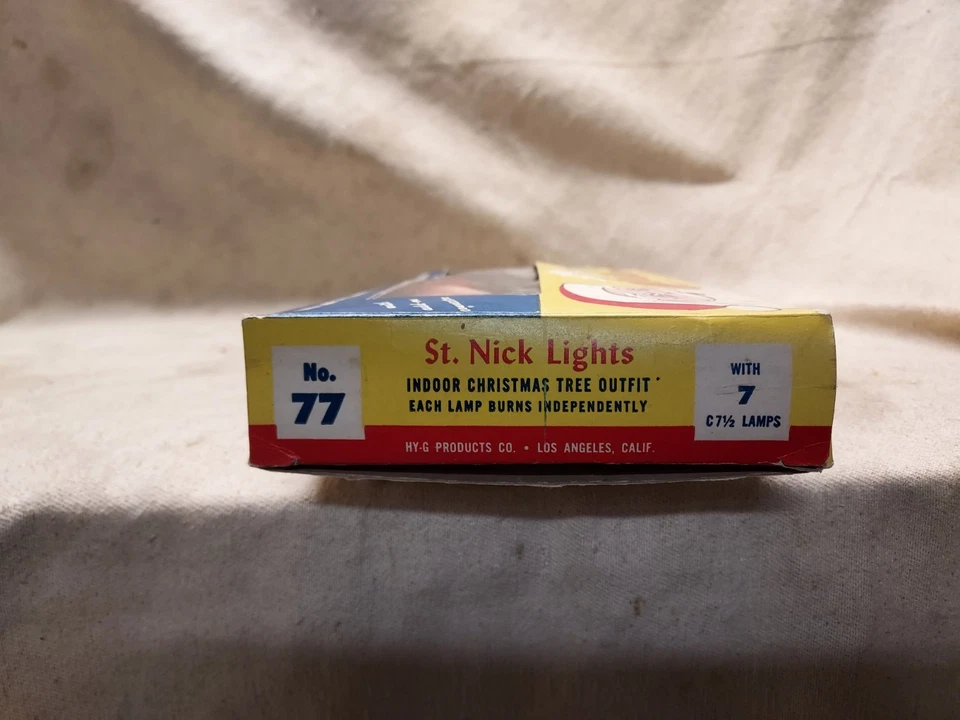 No.
77
St. Nick Lights
INDOOR CHRISTMAS TREE OUTFIT
EACH LAMP BURNS INDEPENDENTLY
HY-G PRODUCTS CO. • LOS ANGELES, CALIF.
WITH
7
C7½ LAMPS